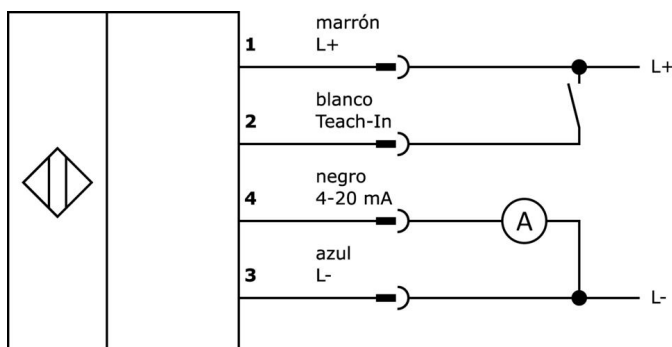 marrón
1 L+
L+
blanco
2 Teach-In
negro
4 4-20 mA
A
azul
3 L-
L-